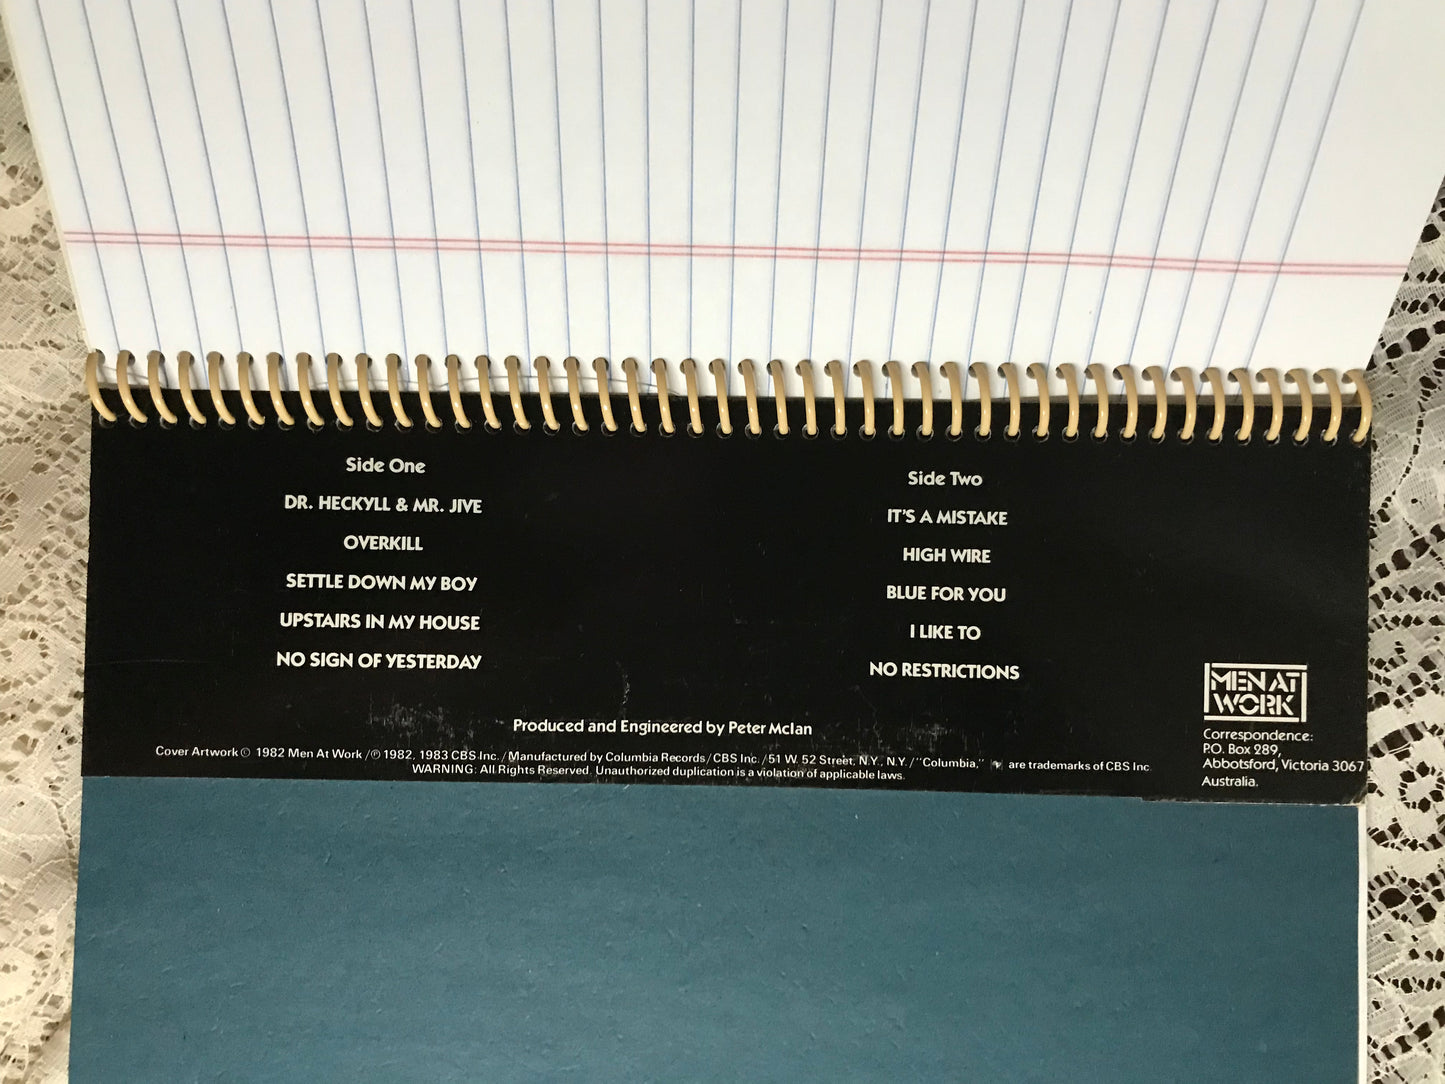 Side One
DR. HECKYLL & MR. JIVE
OVERKILL
SETTLE DOWN MY BOY
UPSTAIRS IN MY HOUSE
NO SIGN OF YESTERDAY
Side Two
IT'S A MISTAKE
HIGH WIRE
BLUE FOR YOU
I LIKE TO
NO RESTRICTIONS
Produced and Engineered by Peter McIan
Cover Artwork © 1982 Men At Work / ℗ 1982, 1983 CBS Inc. / Manufactured by Columbia Records / CBS Inc. / 51 W. 52 Street, N.Y., N.Y. / "Columbia," are trademarks of CBS Inc.
WARNING: All Rights Reserved. Unauthorized duplication is a violation of applicable laws.
MEN AT
WORK
Correspondence:
P.O. Box 289,
Abbotsford, Victoria 3067
Australia.